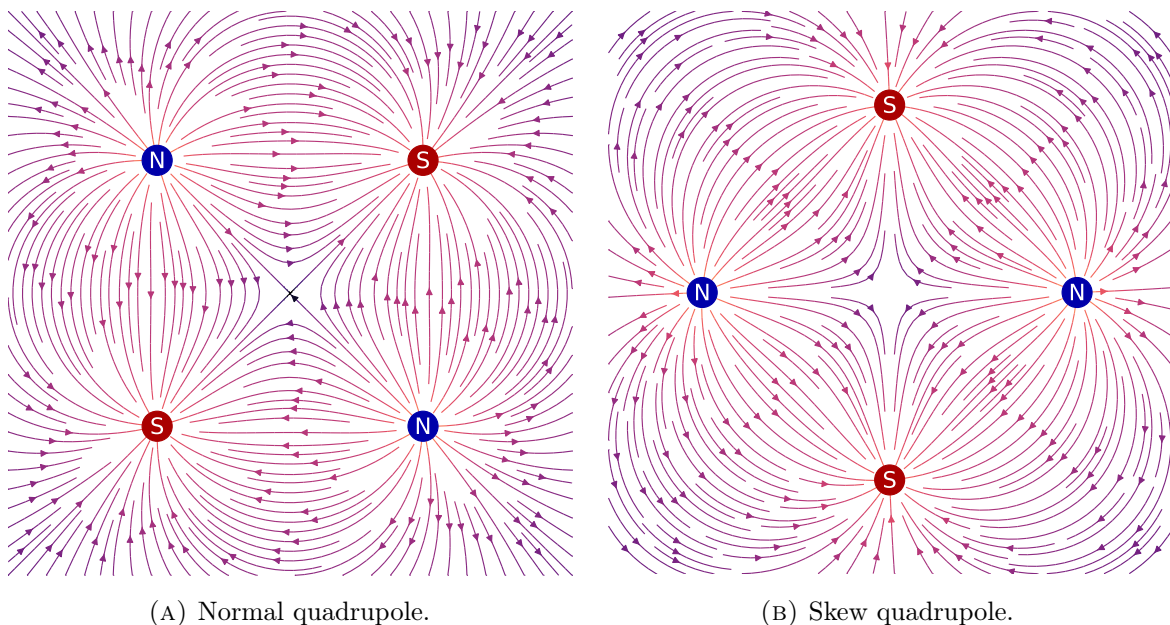 N S
S N
S
N N
S
(A) Normal quadrupole.
(B) Skew quadrupole.